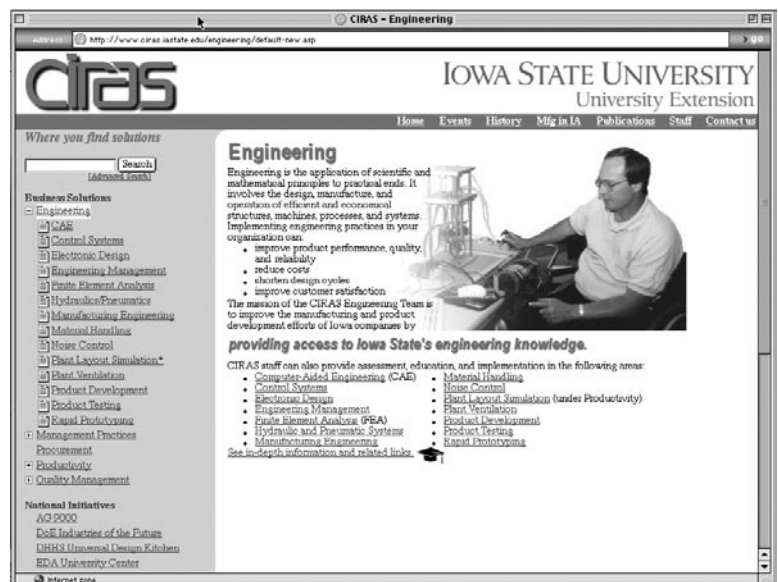 CIRAS - Engineering
Address: http://www.ciras.iastate.edu/engineering/default-new.asp
go
ciras
IOWA STATE UNIVERSITY
University Extension
Home Events History Mfg in IA Publications Staff Contact us
Where you find solutions
Search
[Advanced Search]
Business Solutions
Engineering
CAE
Control Systems
Electronic Design
Engineering Management
Finite Element Analysis
Hydraulics/Pneumatics
Manufacturing Engineering
Material Handling
Noise Control
Plant Layout Simulation*
Plant Ventilation
Product Development
Product Testing
Rapid Prototyping
Management Practices
Procurement
Productivity
Quality Management
National Initiatives
AG 9000
DoE Industries of the Future
DHHS Universal Design Kitchen
EDA University Center
Engineering
Engineering is the application of scientific and
mathematical principles to practical ends. It
involves the design, manufacture, and
operation of efficient and economical
structures, machines, processes, and systems.
Implementing engineering practices in your
organization can:
• improve product performance, quality,
and reliability
• reduce costs
• shorten design cycles
• improve customer satisfaction
The mission of the CIRAS Engineering Team is
to improve the manufacturing and product
development efforts of Iowa companies by
providing access to Iowa State's engineering knowledge.
CIRAS staff can also provide assessment, education, and implementation in the following areas:
• Computer-Aided Engineering (CAE)
• Control Systems
• Electronic Design
• Engineering Management
• Finite Element Analysis (FEA)
• Hydraulic and Pneumatic Systems
• Manufacturing Engineering
• Material Handling
• Noise Control
• Plant Layout Simulation (under Productivity)
• Plant Ventilation
• Product Development
• Product Testing
• Rapid Prototyping
See in-depth information and related links.
Internet zone